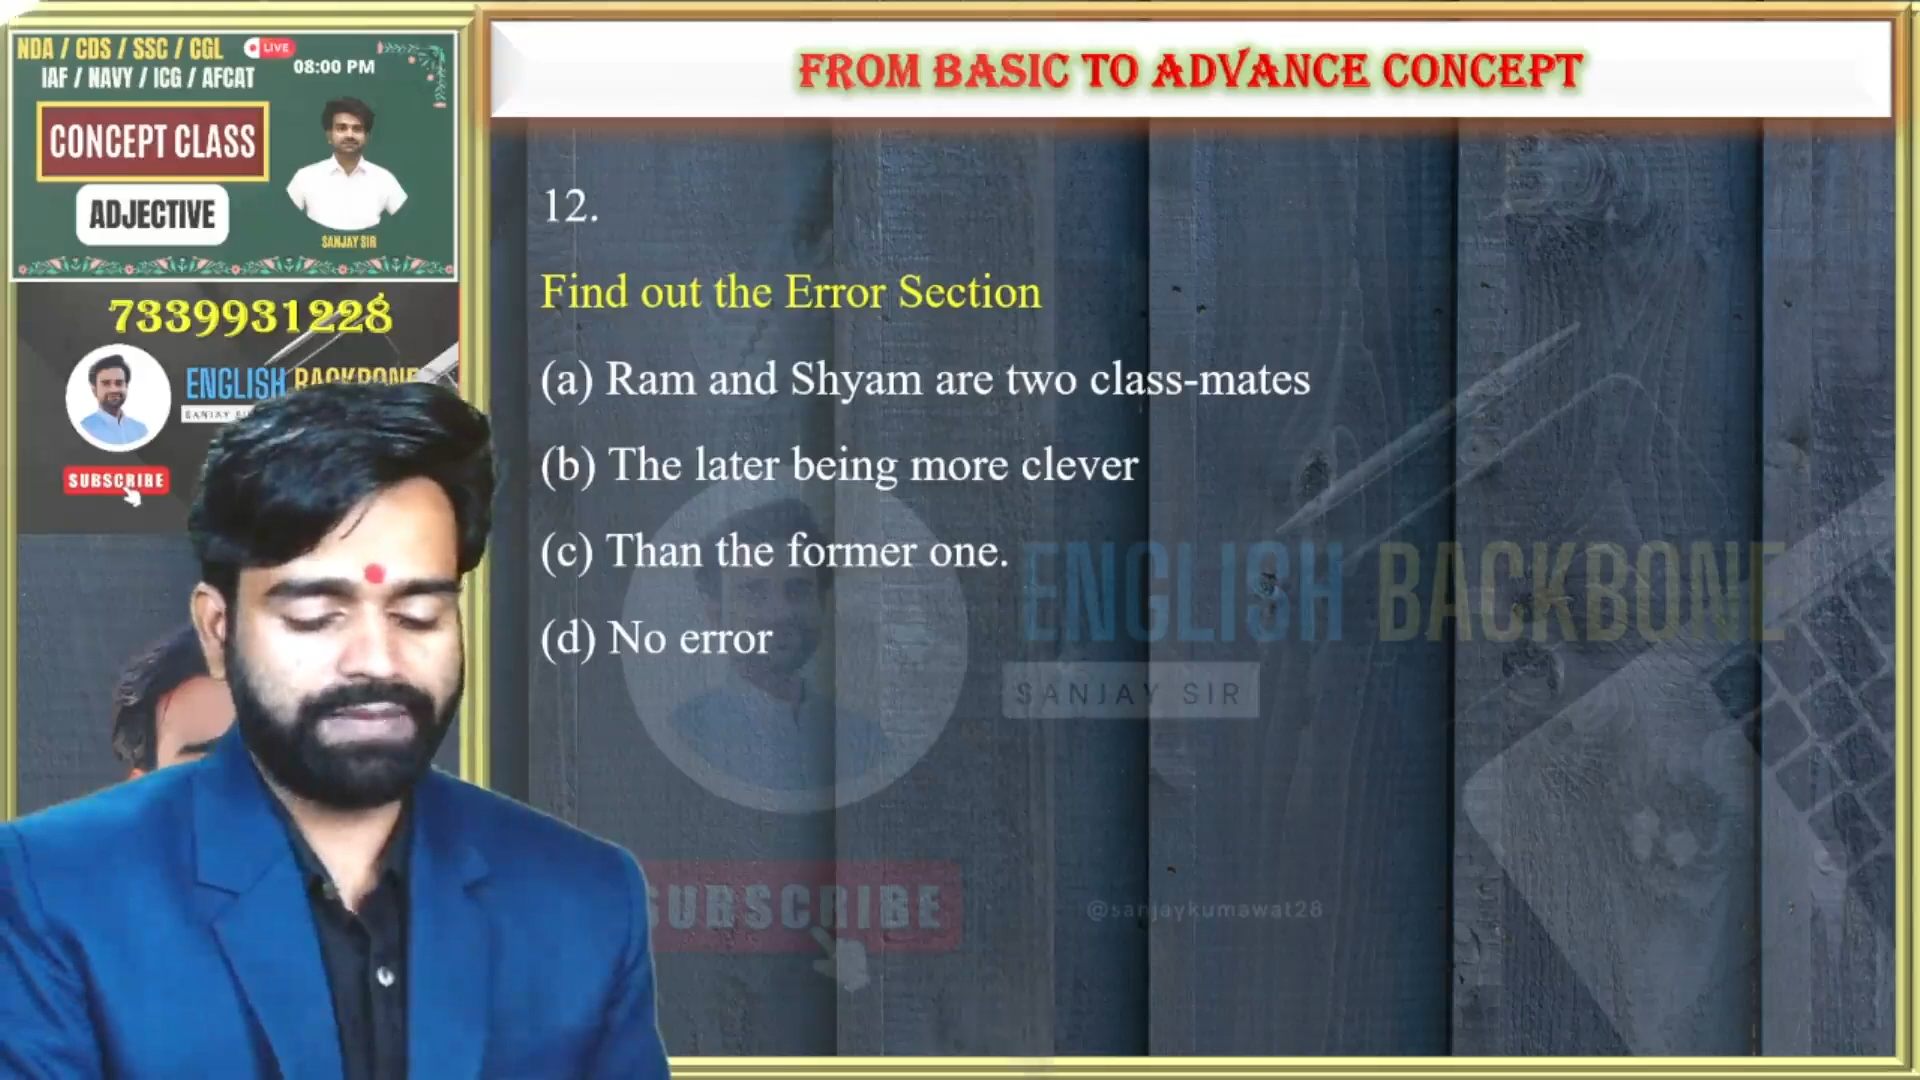 NDA / CDS / SSC / CGL
LIVE
IAF / NAVY / ICG / AFCAT
08:00 PM
CONCEPT CLASS
ADJECTIVE
SANJAY SIR
7339931228
ENGLISH BACKBONE
SUBSCRIBE
FROM BASIC TO ADVANCE CONCEPT
12.
Find out the Error Section
(a) Ram and Shyam are two class-mates
(b) The later being more clever
(c) Than the former one.
(d) No error
ENGLISH BACKBONE
SANJAY SIR
SUBSCRIBE
@sanjaykumawat28